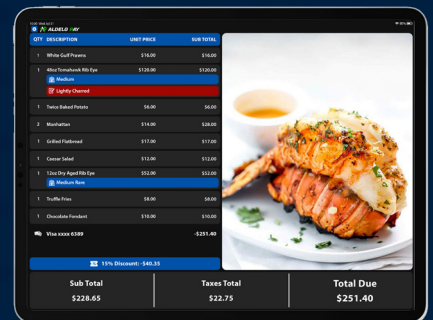 ALDELO PAY
QTY DESCRIPTION UNIT PRICE SUB TOTAL
1 White Gulf Prawns $16.00 $16.00
1 44oz Tomahawk Rib Eye $120.00 $120.00
Medium
Lightly Charred
1 Twice Baked Potato $6.00 $6.00
2 Manhattan $14.00 $28.00
1 Grilled Flatbread $17.00 $17.00
1 Caesar Salad $12.00 $12.00
1 12oz Dry Aged Rib Eye $52.00 $52.00
Medium Rare
1 Truffle Fries $8.00 $8.00
1 Chocolate Fondant $10.00 $10.00
Visa xxxx 6389 -$251.40
15% Discount: -$40.35
Sub Total Taxes Total Total Due
$228.65 $22.75 $251.40